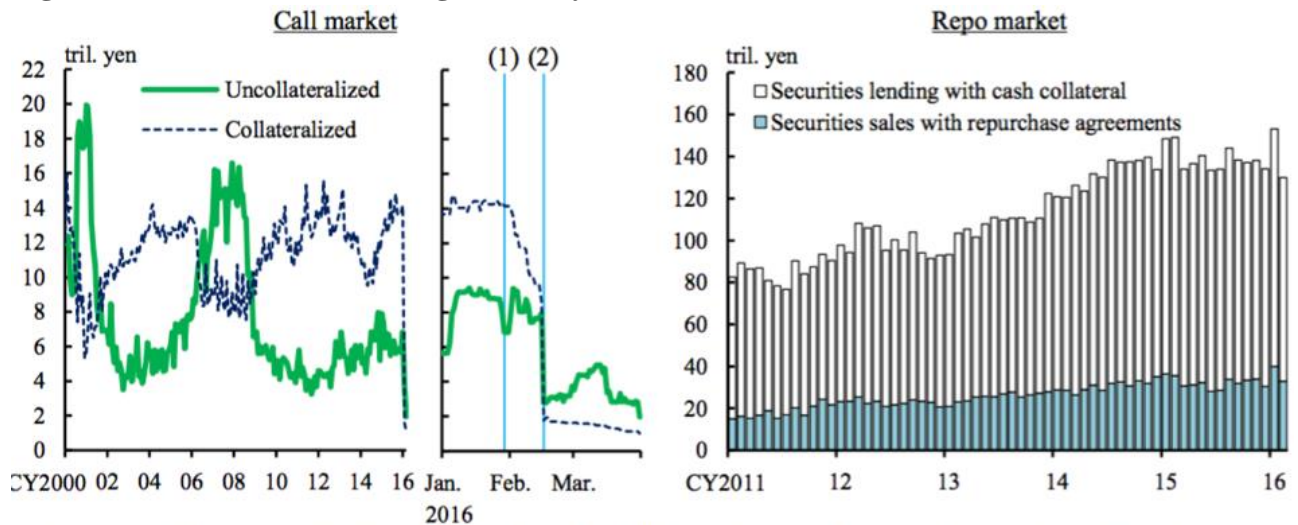 Call market
tril. yen
22
20
18
16
14
12
10
8
6
4
2
0
Uncollateralized
Collateralized
CY2000 02 04 06 08 10 12 14 16
(1) (2)
Jan. Feb. Mar.
2016
Repo market
tril. yen
180
160
140
120
100
80
60
40
20
0
Securities lending with cash collateral
Securities sales with repurchase agreements
CY2011 12 13 14 15 16